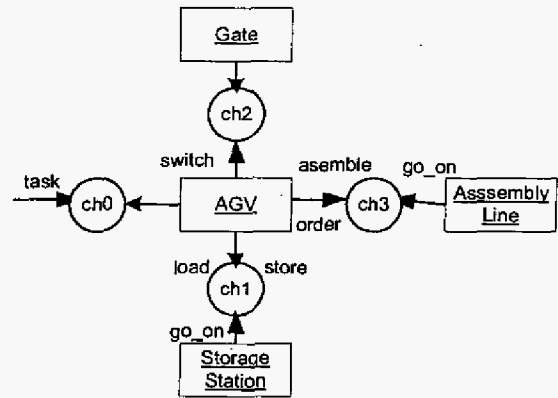 Gate
ch2
switch
asemble
go_on
task
ch0
AGV
ch3
Asssembly
Line
order
load
store
ch1
go_on
Storage
Station